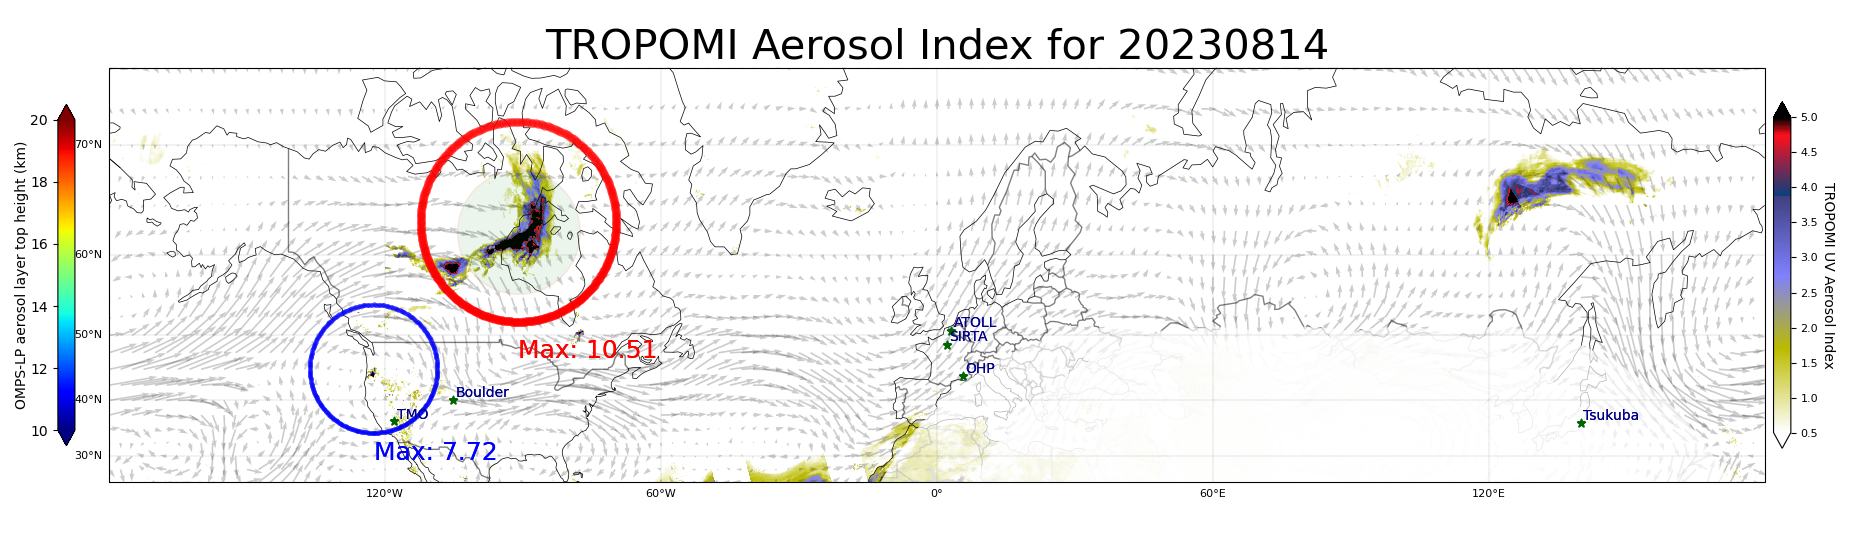 TROPOMI Aerosol Index for 20230814
OMPS-LP aerosol layer top height (km)
20
18
16
14
12
10
70°N
60°N
50°N
40°N
30°N
120°W
60°W
0°
60°E
120°E
Max: 10.51
Max: 7.72
Boulder
TMO
ATOLL
SIRTA
OHP
Tsukuba
5.0
4.5
4.0
3.5
3.0
2.5
2.0
1.5
1.0
0.5
TROPOMI UV Aerosol Index